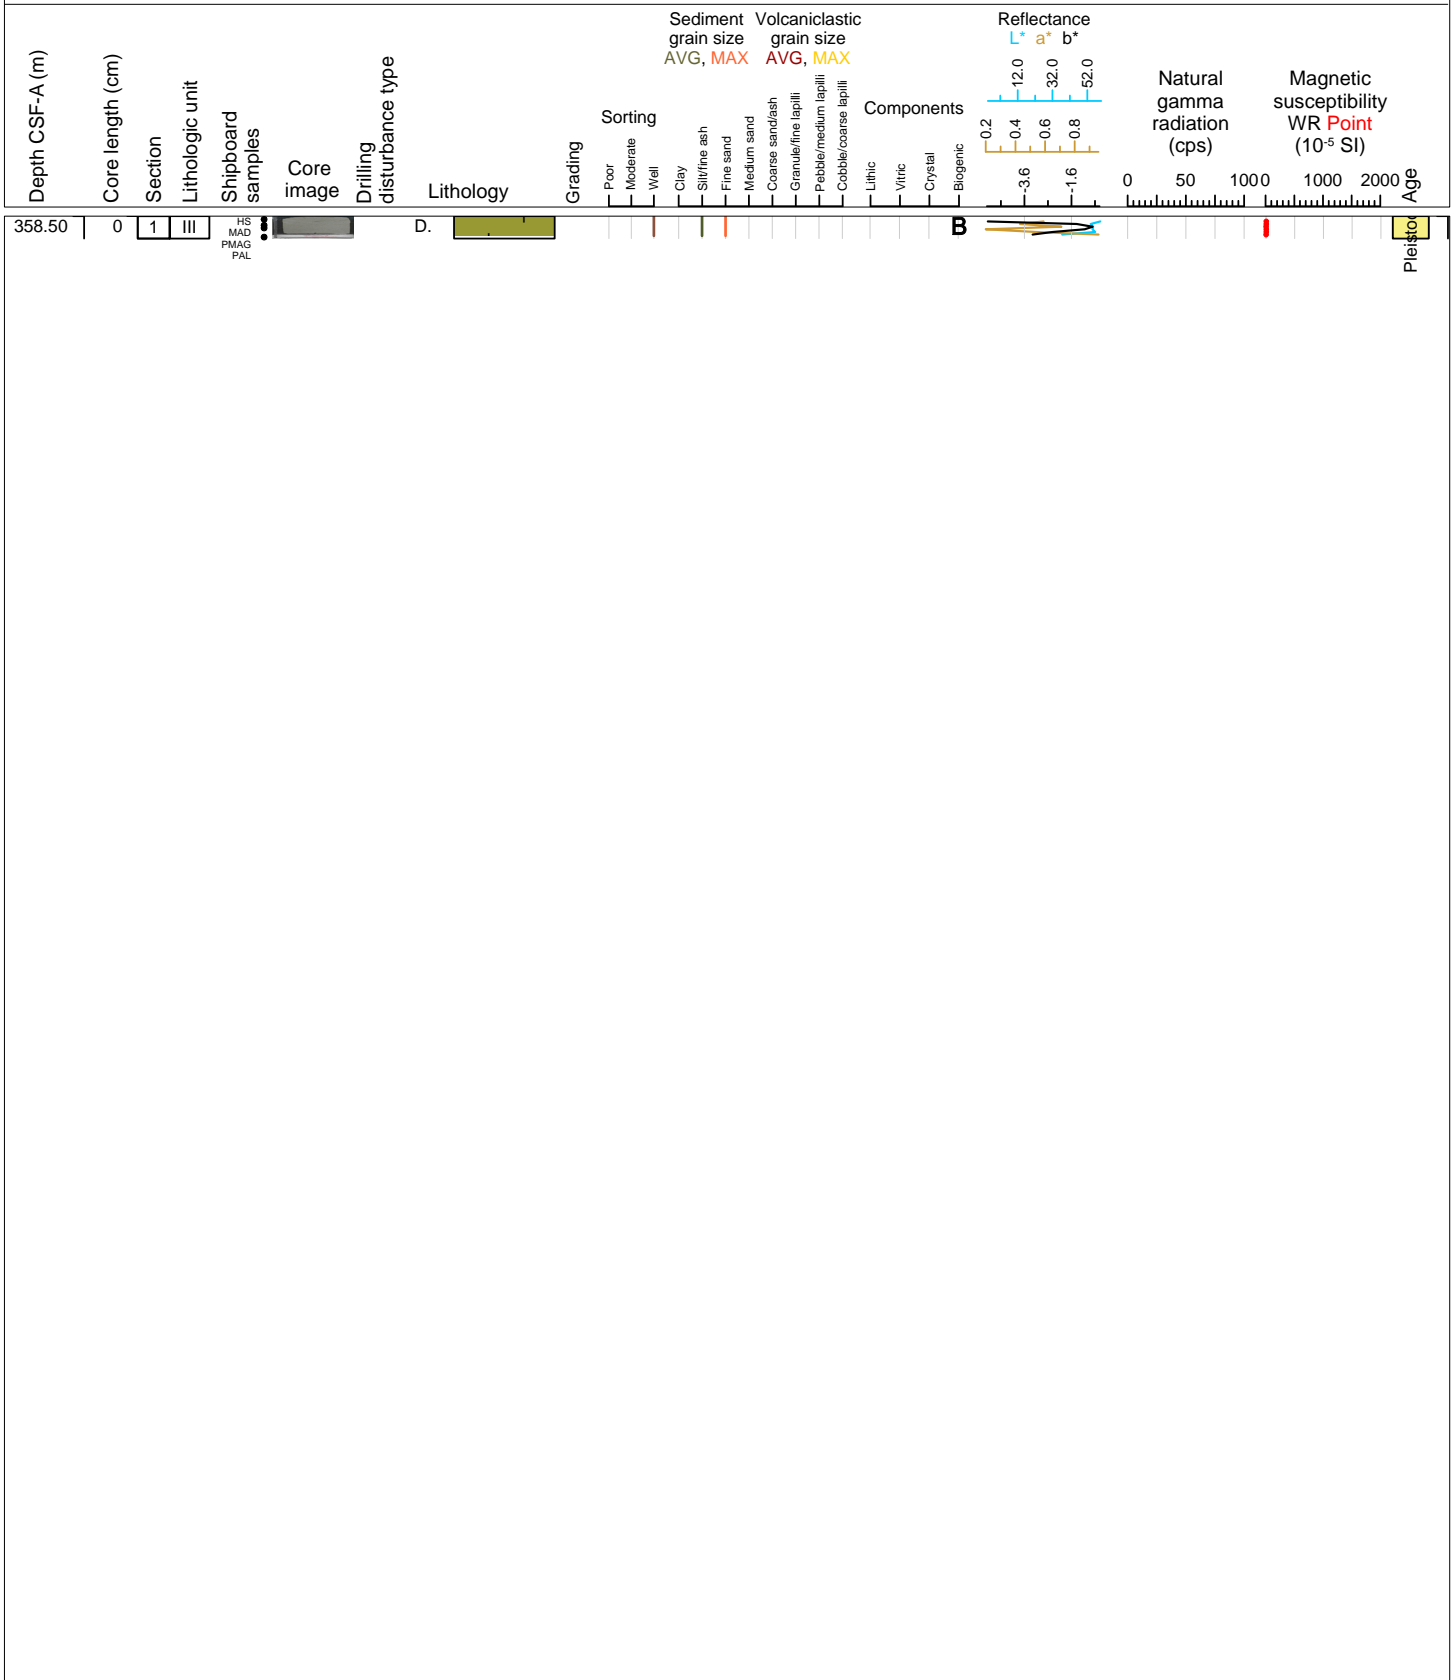 Depth CSF-A (m)
Core length (cm)
Section
Lithologic unit
Shipboard
samples
Core
image
Drilling
disturbance type
Lithology
Grading
Sorting
Poor
Moderate
Well
Sediment
grain size
AVG, MAX
Volcaniclastic
grain size
AVG, MAX
Clay
Silt/fine ash
Fine sand
Medium sand
Coarse sand/ash
Granule/fine lapilli
Pebble/medium lapilli
Cobble/coarse lapilli
Components
Lithic
Vitric
Crystal
Biogenic
Reflectance
L* a* b*
12.0 32.0 52.0
0.2 0.4 0.6 0.8
-3.6 -1.6
Natural
gamma
radiation
(cps)
0 50 100
Magnetic
susceptibility
WR Point
(10-5 SI)
0 1000 2000
Age
358.50 0 1 III
HS
MAD
PMAG
PAL
D.
B
Pleistoc